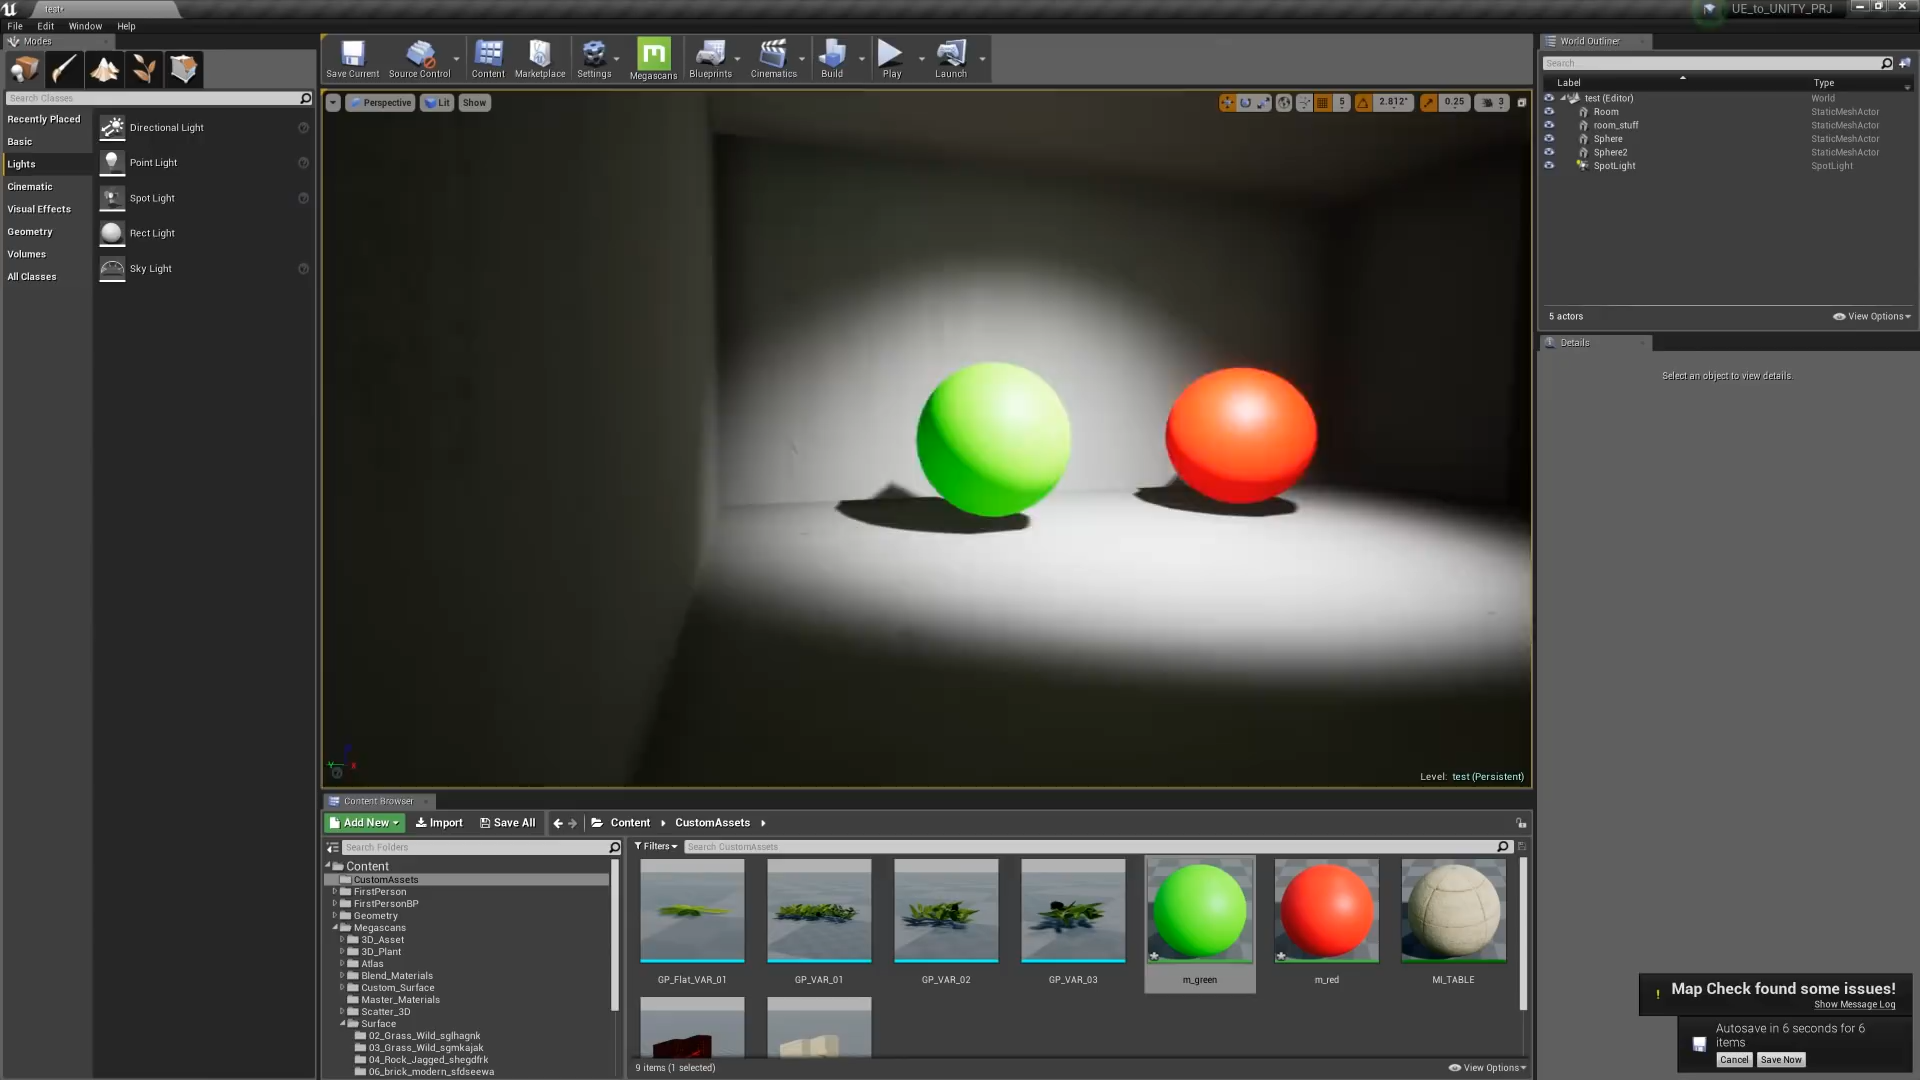 test*
UE_to_UNITY_PRJ
File Edit Window Help
Modes
Search Classes
Recently Placed
Basic
Lights
Cinematic
Visual Effects
Geometry
Volumes
All Classes
Directional Light
Point Light
Spot Light
Rect Light
Sky Light
Save Current
Source Control
Content
Marketplace
Settings
Megascans
Blueprints
Cinematics
Build
Play
Launch
Perspective
Lit
Show
5
2.812°
0.25
3
Level: test (Persistent)
World Outliner
Search...
Label Type
test (Editor) World
Room StaticMeshActor
room_stuff StaticMeshActor
Sphere StaticMeshActor
Sphere2 StaticMeshActor
SpotLight SpotLight
5 actors
View Options
Details
Select an object to view details.
Content Browser
Add New
Import
Save All
Content
CustomAssets
Search Folders
Filters
Search CustomAssets
Content
CustomAssets
FirstPerson
FirstPersonBP
Geometry
Megascans
3D_Asset
3D_Plant
Atlas
Blend_Materials
Custom_Surface
Master_Materials
Scatter_3D
Surface
02_Grass_Wild_sglhagnk
03_Grass_Wild_sgmkajak
04_Rock_Jagged_shegdfrk
06_brick_modern_sfdseewa
GP_Flat_VAR_01
GP_VAR_01
GP_VAR_02
GP_VAR_03
m_green
m_red
MI_TABLE
9 items (1 selected)
View Options
! Map Check found some issues!
Show Message Log
Autosave in 6 seconds for 6
items
Cancel
Save Now